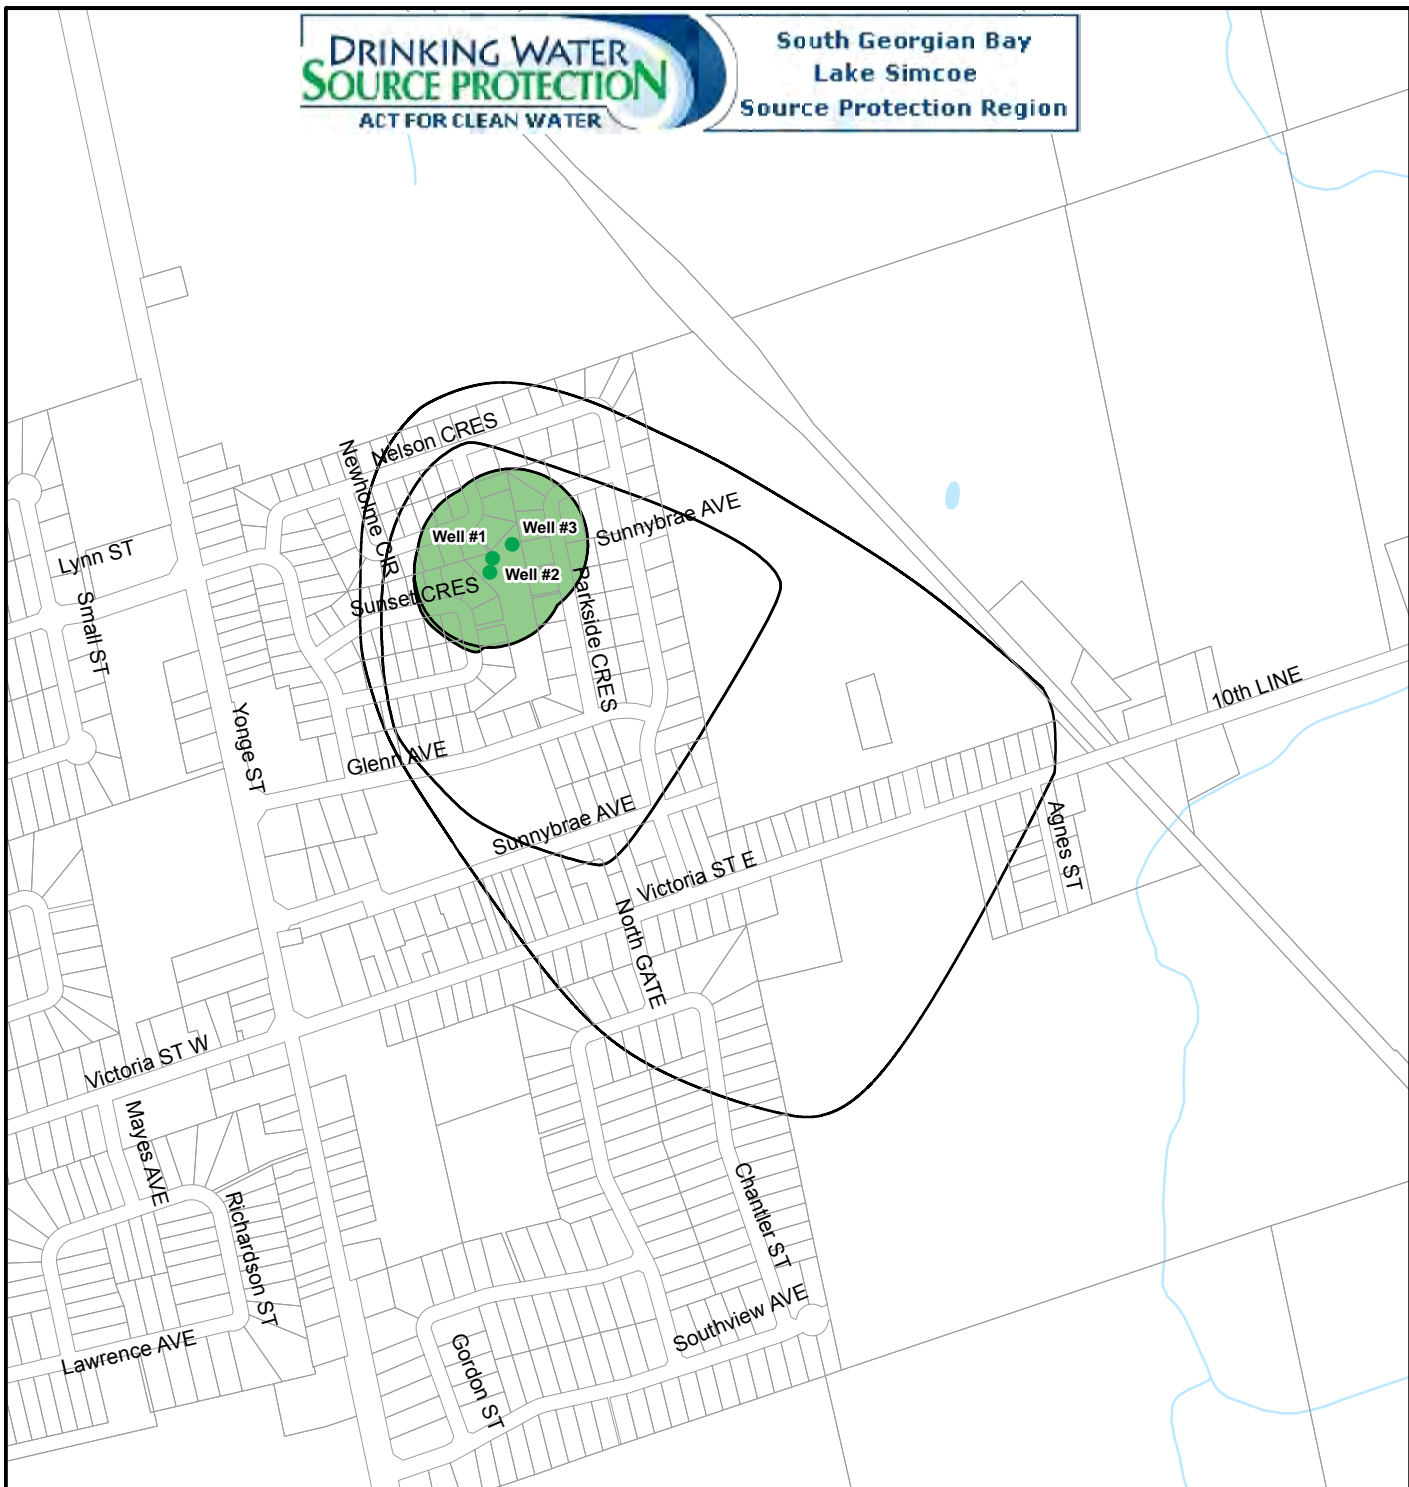 DRINKING WATER
SOURCE PROTECTION
ACT FOR CLEAN WATER
South Georgian Bay
Lake Simcoe
Source Protection Region
Nelson CRES
Newholme CIR
Sunnybrae AVE
Well #1
Well #3
Well #2
Lynn ST
Small ST
Sunset CRES
Parkside CRES
10th LINE
Yonge ST
Glenn AVE
Sunnybrae AVE
Agnes ST
Victoria ST E
North GATE
Victoria ST W
Mayes AVE
Richardson ST
Chantler ST
Lawrence AVE
Gordon ST
Southview AVE